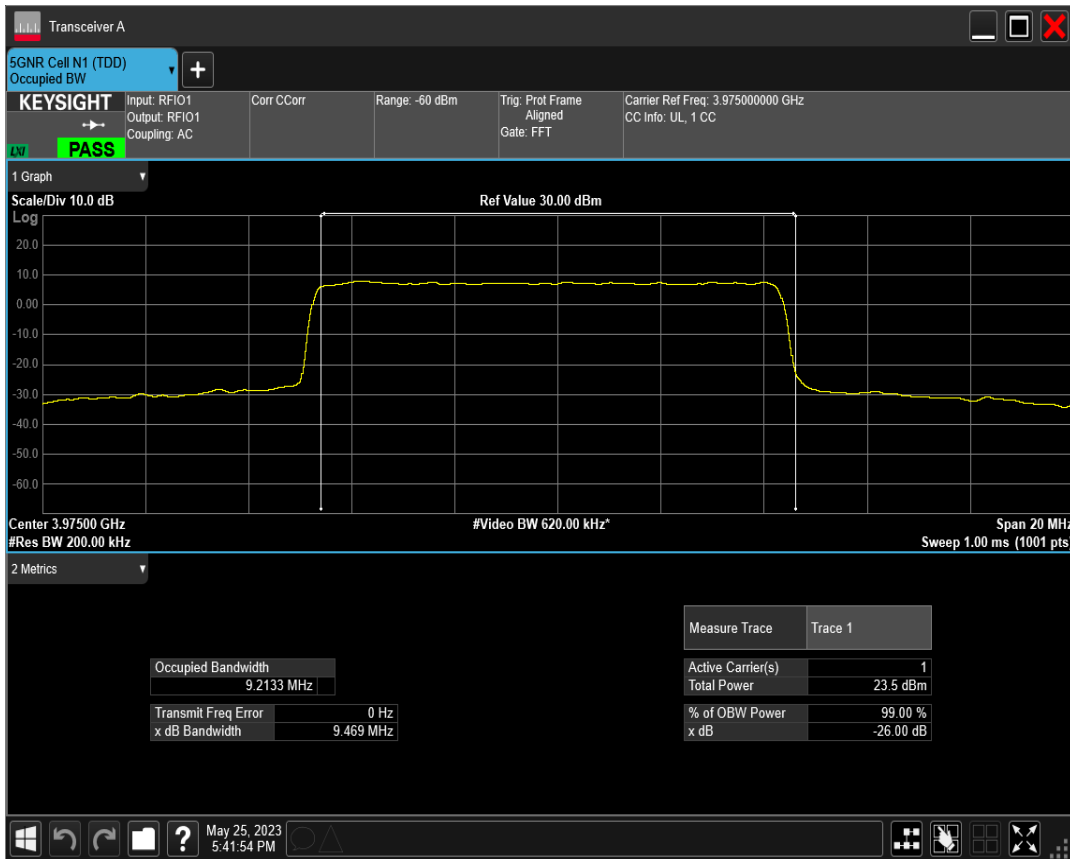 Transceiver A
5GNR Cell N1 (TDD)
Occupied BW
+
KEYSIGHT
LXI
PASS
Input: RFIO1
Output: RFIO1
Coupling: AC
Corr CCorr
Range: -60 dBm
Trig: Prot Frame
Aligned
Gate: FFT
Carrier Ref Freq: 3.975000000 GHz
CC Info: UL, 1 CC
1 Graph
Scale/Div 10.0 dB
Ref Value 30.00 dBm
Log
20.0
10.0
0.00
-10.0
-20.0
-30.0
-40.0
-50.0
-60.0
Center 3.97500 GHz
#Video BW 620.00 kHz*
Span 20 MHz
#Res BW 200.00 kHz
Sweep 1.00 ms (1001 pts)
2 Metrics
Measure Trace Trace 1
Occupied Bandwidth
9.2133 MHz
Active Carrier(s) 1
Total Power 23.5 dBm
Transmit Freq Error 0 Hz
x dB Bandwidth 9.469 MHz
% of OBW Power 99.00 %
x dB -26.00 dB
?
May 25, 2023
5:41:54 PM